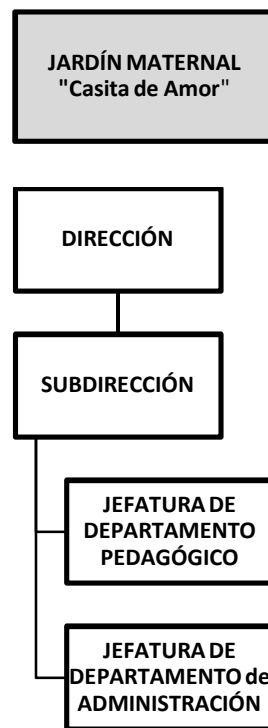 JARDÍN MATERNAL
"Casita de Amor"
DIRECCIÓN
SUBDIRECCIÓN
JEFATURA DE
DEPARTAMENTO
PEDAGÓGICO
JEFATURA DE
DEPARTAMENTO de
ADMINISTRACIÓN